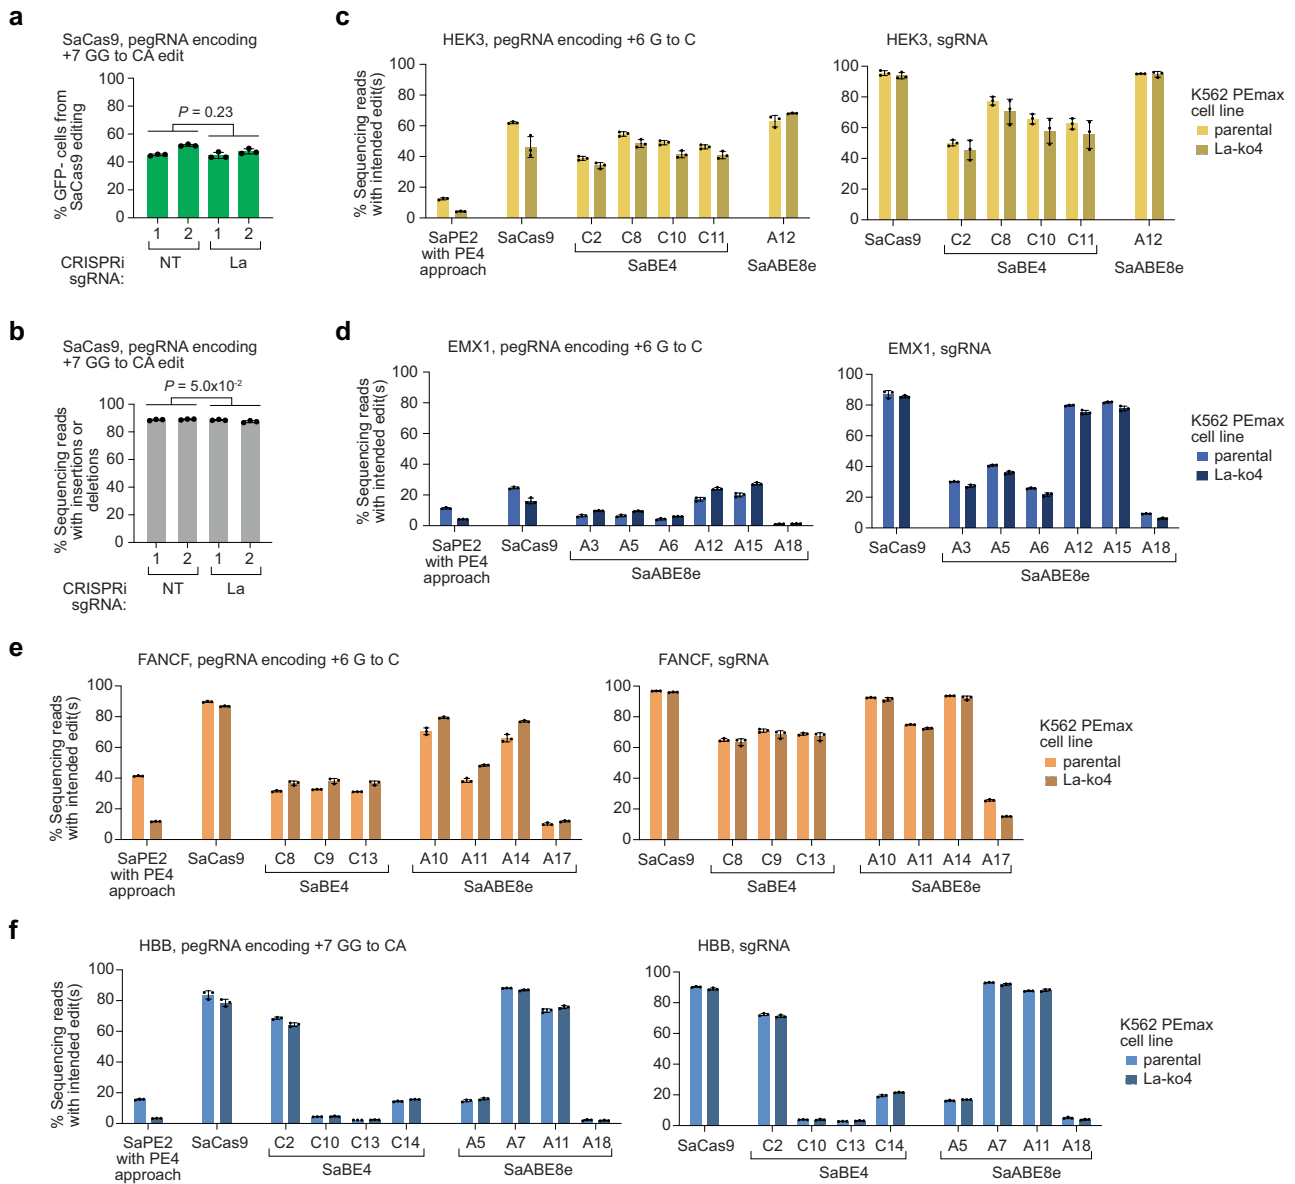 a
SaCas9, pegRNA encoding
+7 GG to CA edit
% GFP- cells from
SaCas9 editing
100
80
60
40
20
0
P = 0.23
1 2 1 2
CRISPRi
sgRNA:
NT La
b
SaCas9, pegRNA encoding
+7 GG to CA edit
% Sequencing reads
with insertions or
deletions
100
80
60
40
20
0
P = 5.0x10-2
1 2 1 2
CRISPRi
sgRNA:
NT La
c
HEK3, pegRNA encoding +6 G to C
% Sequencing reads
with intended edit(s)
100
80
60
40
20
0
SaPE2
with PE4
approach
SaCas9
C2 C8 C10 C11
SaBE4
A12
SaABE8e
HEK3, sgRNA
100
80
60
40
20
0
SaCas9
C2 C8 C10 C11
SaBE4
A12
SaABE8e
K562 PEmax
cell line
parental
La-ko4
d
EMX1, pegRNA encoding +6 G to C
% Sequencing reads
with intended edit(s)
100
80
60
40
20
0
SaPE2
with PE4
approach
SaCas9
A3 A5 A6 A12 A15 A18
SaABE8e
EMX1, sgRNA
100
80
60
40
20
0
SaCas9
A3 A5 A6 A12 A15 A18
SaABE8e
K562 PEmax
cell line
parental
La-ko4
e
FANCF, pegRNA encoding +6 G to C
% Sequencing reads
with intended edit(s)
100
80
60
40
20
0
SaPE2
with PE4
approach
SaCas9
C8 C9 C13
SaBE4
A10 A11 A14 A17
SaABE8e
FANCF, sgRNA
100
80
60
40
20
0
SaCas9
C8 C9 C13
SaBE4
A10 A11 A14 A17
SaABE8e
K562 PEmax
cell line
parental
La-ko4
f
HBB, pegRNA encoding +7 GG to CA
% Sequencing reads
with intended edit(s)
100
80
60
40
20
0
SaPE2
with PE4
approach
SaCas9
C2 C10 C13 C14
SaBE4
A5 A7 A11 A18
SaABE8e
HBB, sgRNA
100
80
60
40
20
0
SaCas9
C2 C10 C13 C14
SaBE4
A5 A7 A11 A18
SaABE8e
K562 PEmax
cell line
parental
La-ko4